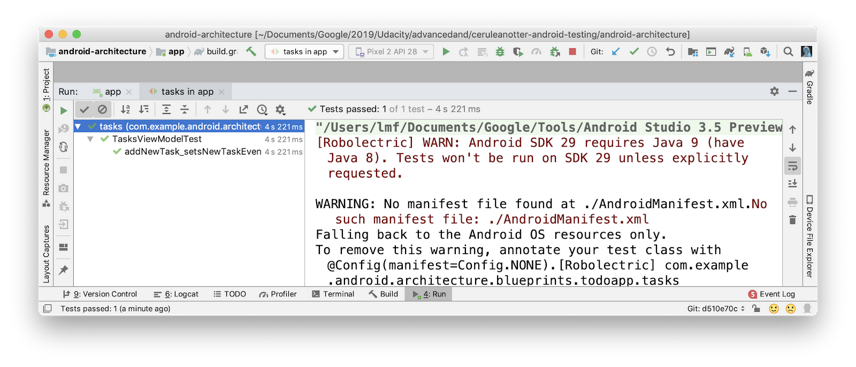 android-architecture [~/Documents/Google/2019/Udacity/advancedand/ceruleanotter-android-testing/android-architecture]
android-architecture app build.gr tasks in app Pixel 2 API 28 Git:
Run: app tasks in app
Tests passed: 1 of 1 test – 4 s 221 ms
tasks (com.example.android.architect 4 s 221 ms
TasksViewModelTest 4 s 221 ms
addNewTask_setsNewTaskEven 4 s 221 ms
"/Users/lmf/Documents/Google/Tools/Android Studio 3.5 Preview
[Robolectric] WARN: Android SDK 29 requires Java 9 (have
Java 8). Tests won't be run on SDK 29 unless explicitly
requested.
WARNING: No manifest file found at ./AndroidManifest.xml.No
such manifest file: ./AndroidManifest.xml
Falling back to the Android OS resources only.
To remove this warning, annotate your test class with
@Config(manifest=Config.NONE).[Robolectric] com.example
.android.architecture.blueprints.todoapp.tasks
1: Project
Resource Manager
Layout Captures
Gradle
Device File Explorer
9: Version Control 6: Logcat TODO Profiler Terminal Build 4: Run 5 Event Log
Tests passed: 1 (a minute ago) Git: d510e70c